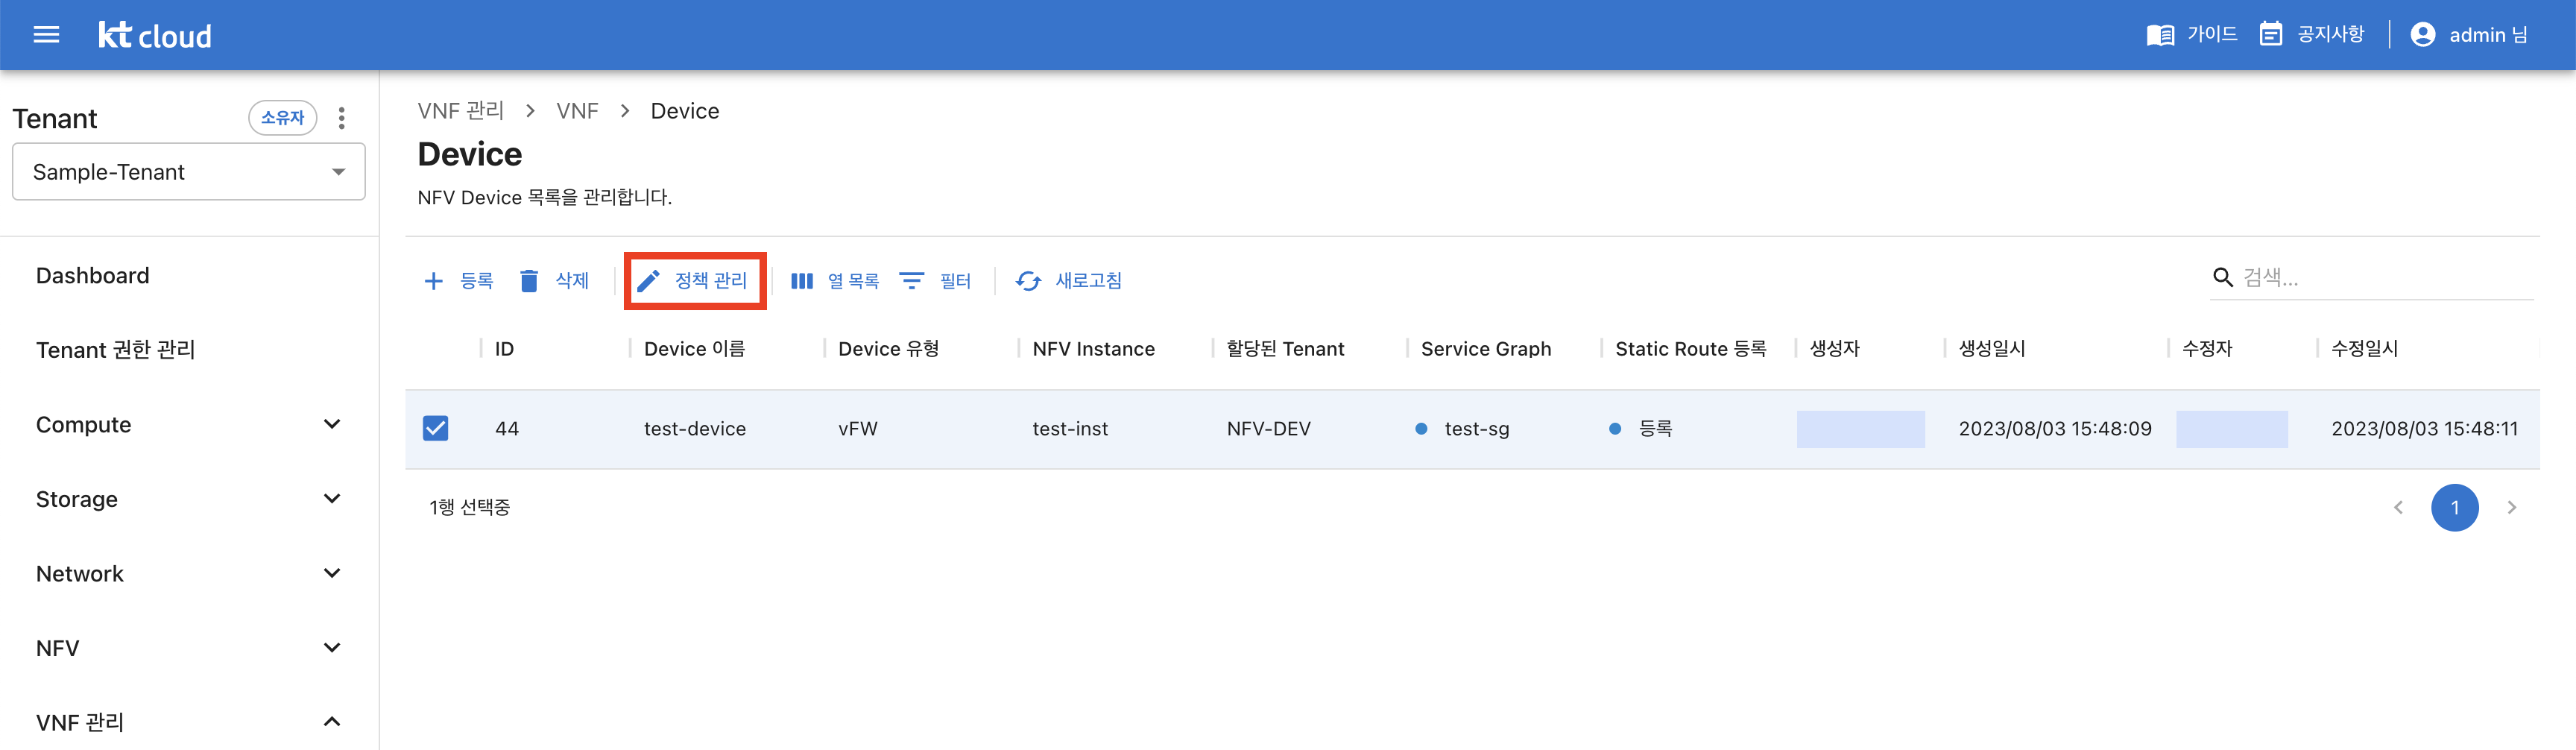 kt cloud
가이드 공지사항 admin 님
Tenant 소유자
Sample-Tenant
Dashboard
Tenant 권한 관리
Compute
Storage
Network
NFV
VNF 관리
VNF 관리 > VNF > Device
Device
NFV Device 목록을 관리합니다.
등록 삭제 정책 관리 열 목록 필터 새로고침 검색...
ID Device 이름 Device 유형 NFV Instance 할당된 Tenant Service Graph Static Route 등록 생성자 생성일시 수정자 수정일시
44 test-device vFW test-inst NFV-DEV test-sg 등록 2023/08/03 15:48:09 2023/08/03 15:48:11
1행 선택중 1